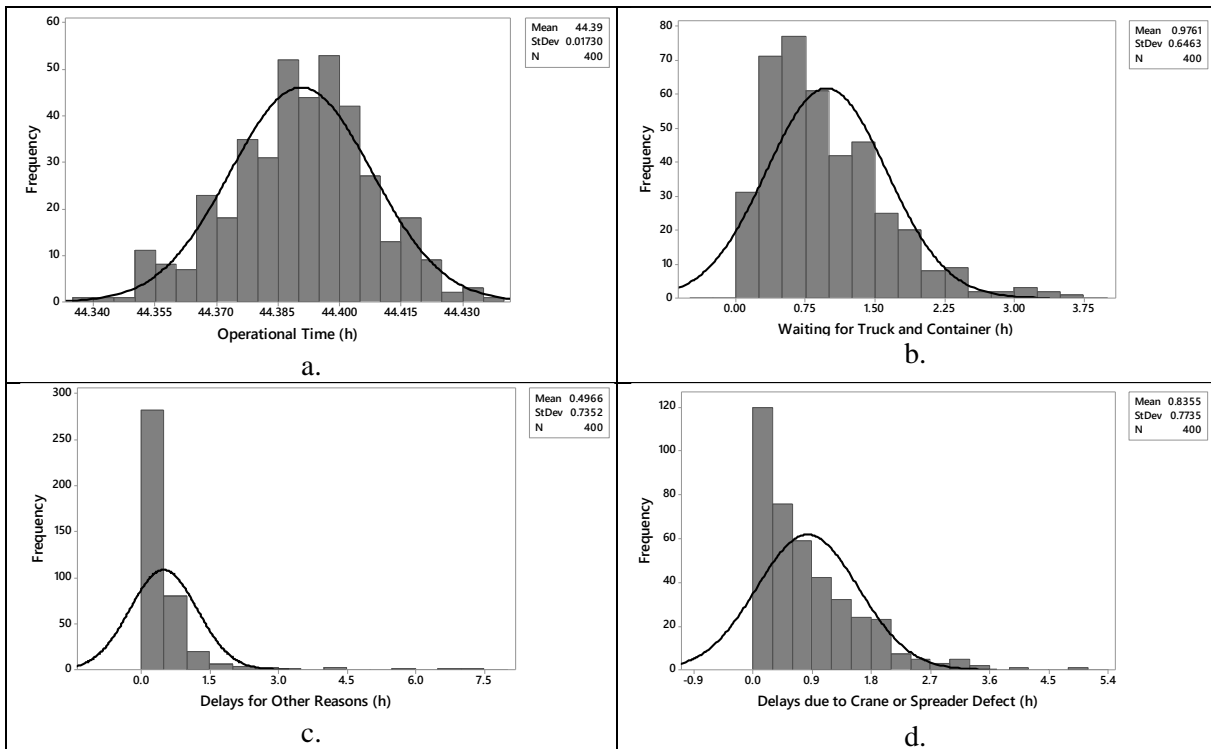 60
50
40
30
20
10
0
Frequency
44.340 44.355 44.370 44.385 44.400 44.415 44.430
Operational Time (h)
Mean 44.39
StDev 0.01730
N 400
a.
80
70
60
50
40
30
20
10
0
Frequency
0.00 0.75 1.50 2.25 3.00 3.75
Waiting for Truck and Container (h)
Mean 0.9761
StDev 0.6463
N 400
b.
300
250
200
150
100
50
0
Frequency
0.0 1.5 3.0 4.5 6.0 7.5
Delays for Other Reasons (h)
Mean 0.4966
StDev 0.7352
N 400
c.
120
100
80
60
40
20
0
Frequency
-0.9 0.0 0.9 1.8 2.7 3.6 4.5 5.4
Delays due to Crane or Spreader Defect (h)
Mean 0.8355
StDev 0.7735
N 400
d.